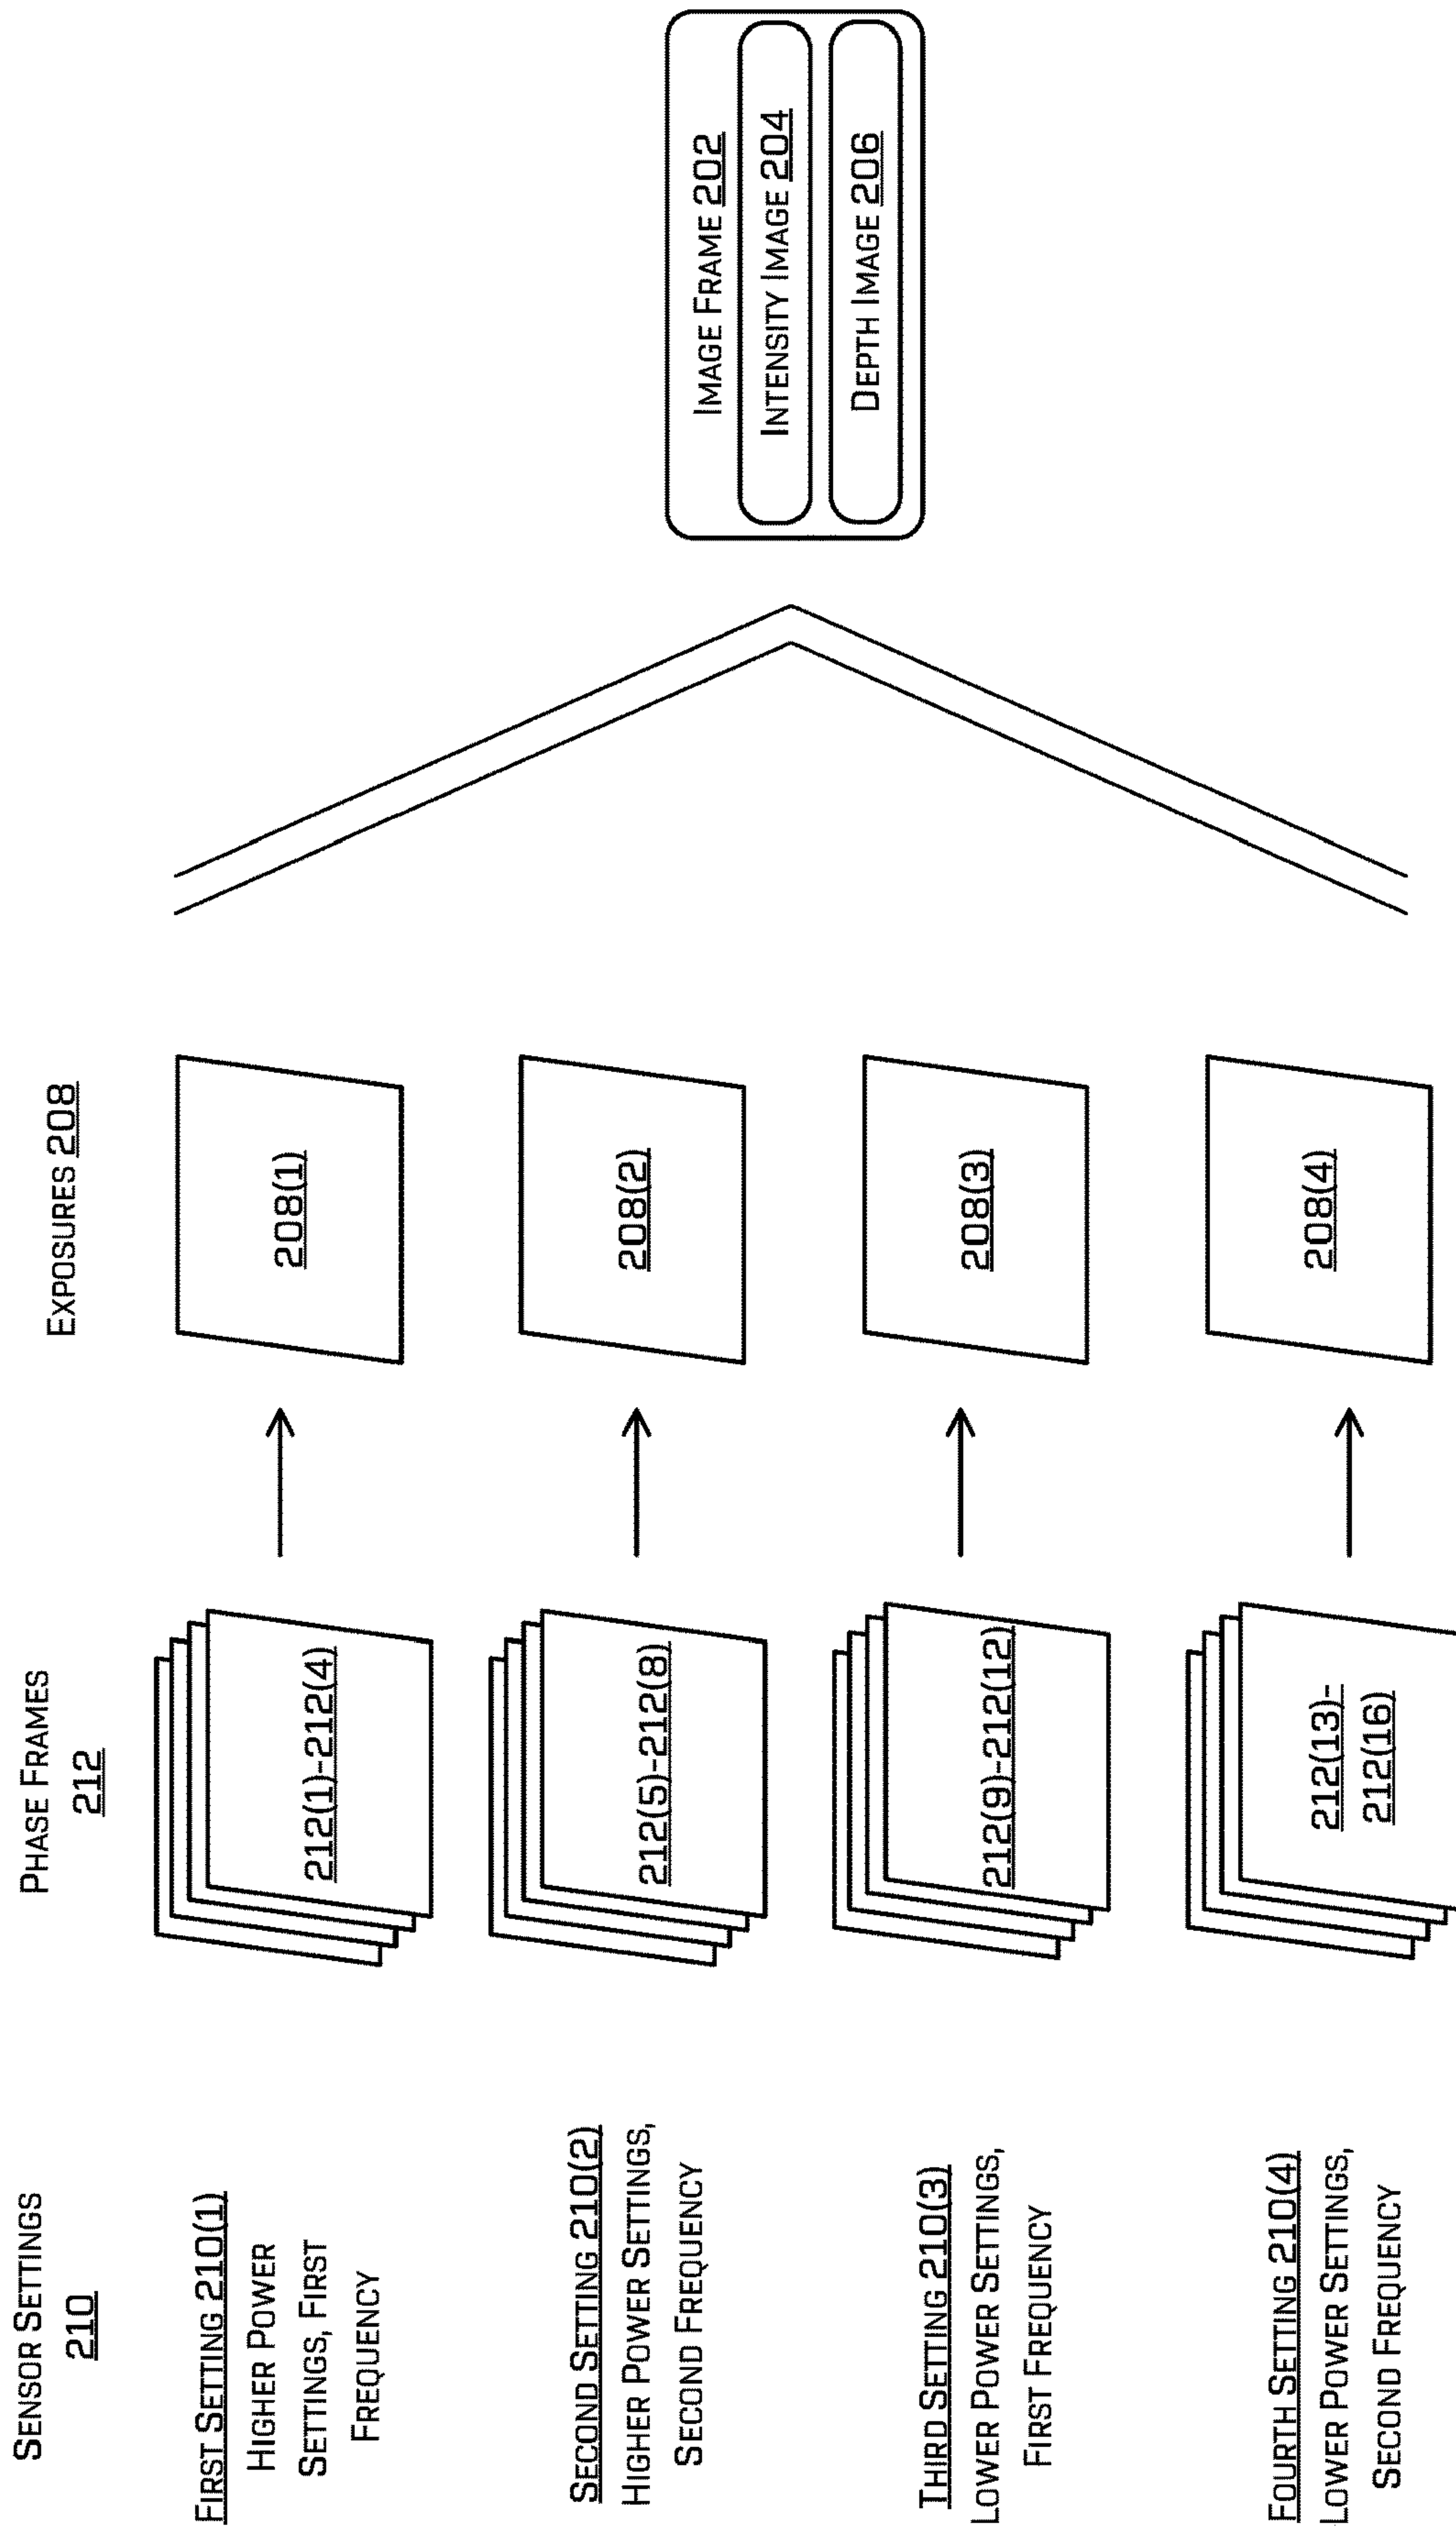 SENSOR SETTINGS
210
PHASE FRAMES
212
EXPOSURES 208
FIRST SETTING 210(1)
HIGHER POWER
SETTINGS, FIRST
FREQUENCY
212(1)-212(4)
208(1)
SECOND SETTING 210(2)
HIGHER POWER SETTINGS,
SECOND FREQUENCY
212(5)-212(8)
208(2)
THIRD SETTING 210(3)
LOWER POWER SETTINGS,
FIRST FREQUENCY
212(9)-212(12)
208(3)
FOURTH SETTING 210(4)
LOWER POWER SETTINGS,
SECOND FREQUENCY
212(13)-
212(16)
208(4)
IMAGE FRAME 202
INTENSITY IMAGE 204
DEPTH IMAGE 206